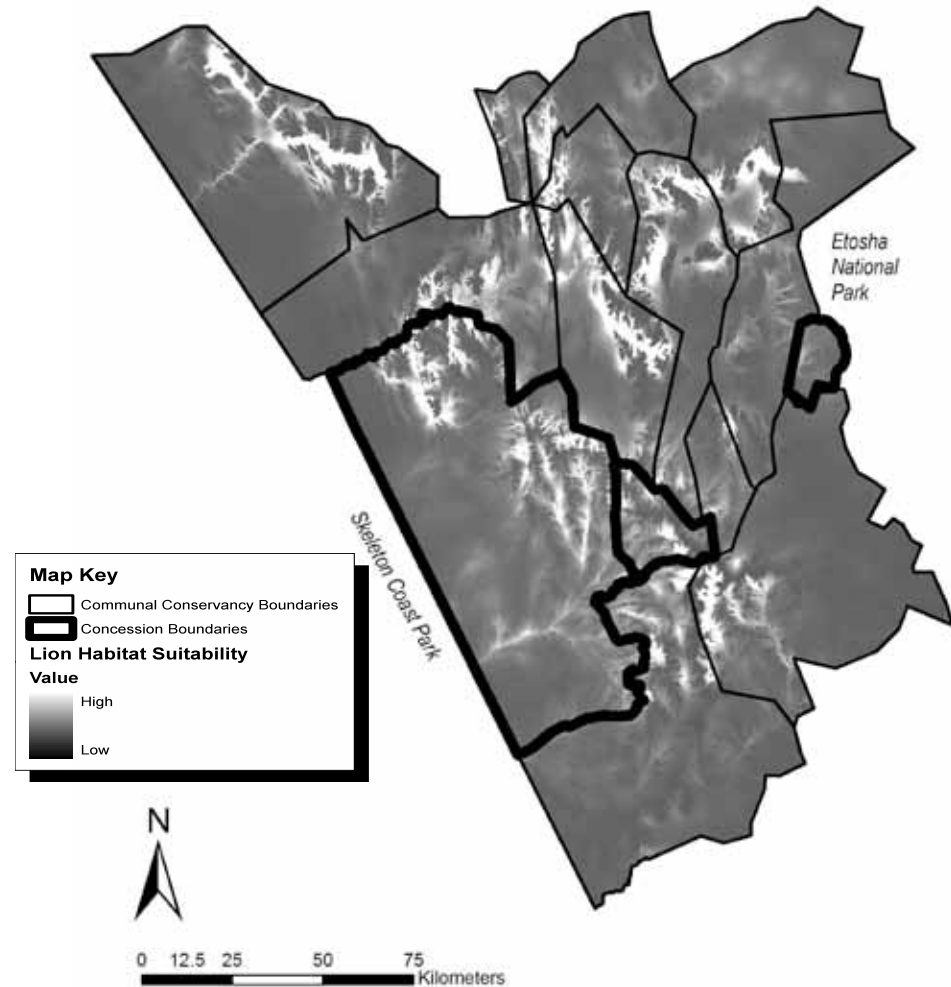 Etosha
National
Park
Skeleton Coast Park
Map Key
Communal Conservancy Boundaries
Concession Boundaries
Lion Habitat Suitability
Value
High
Low
N
0 12.5 25 50 75
Kilometers